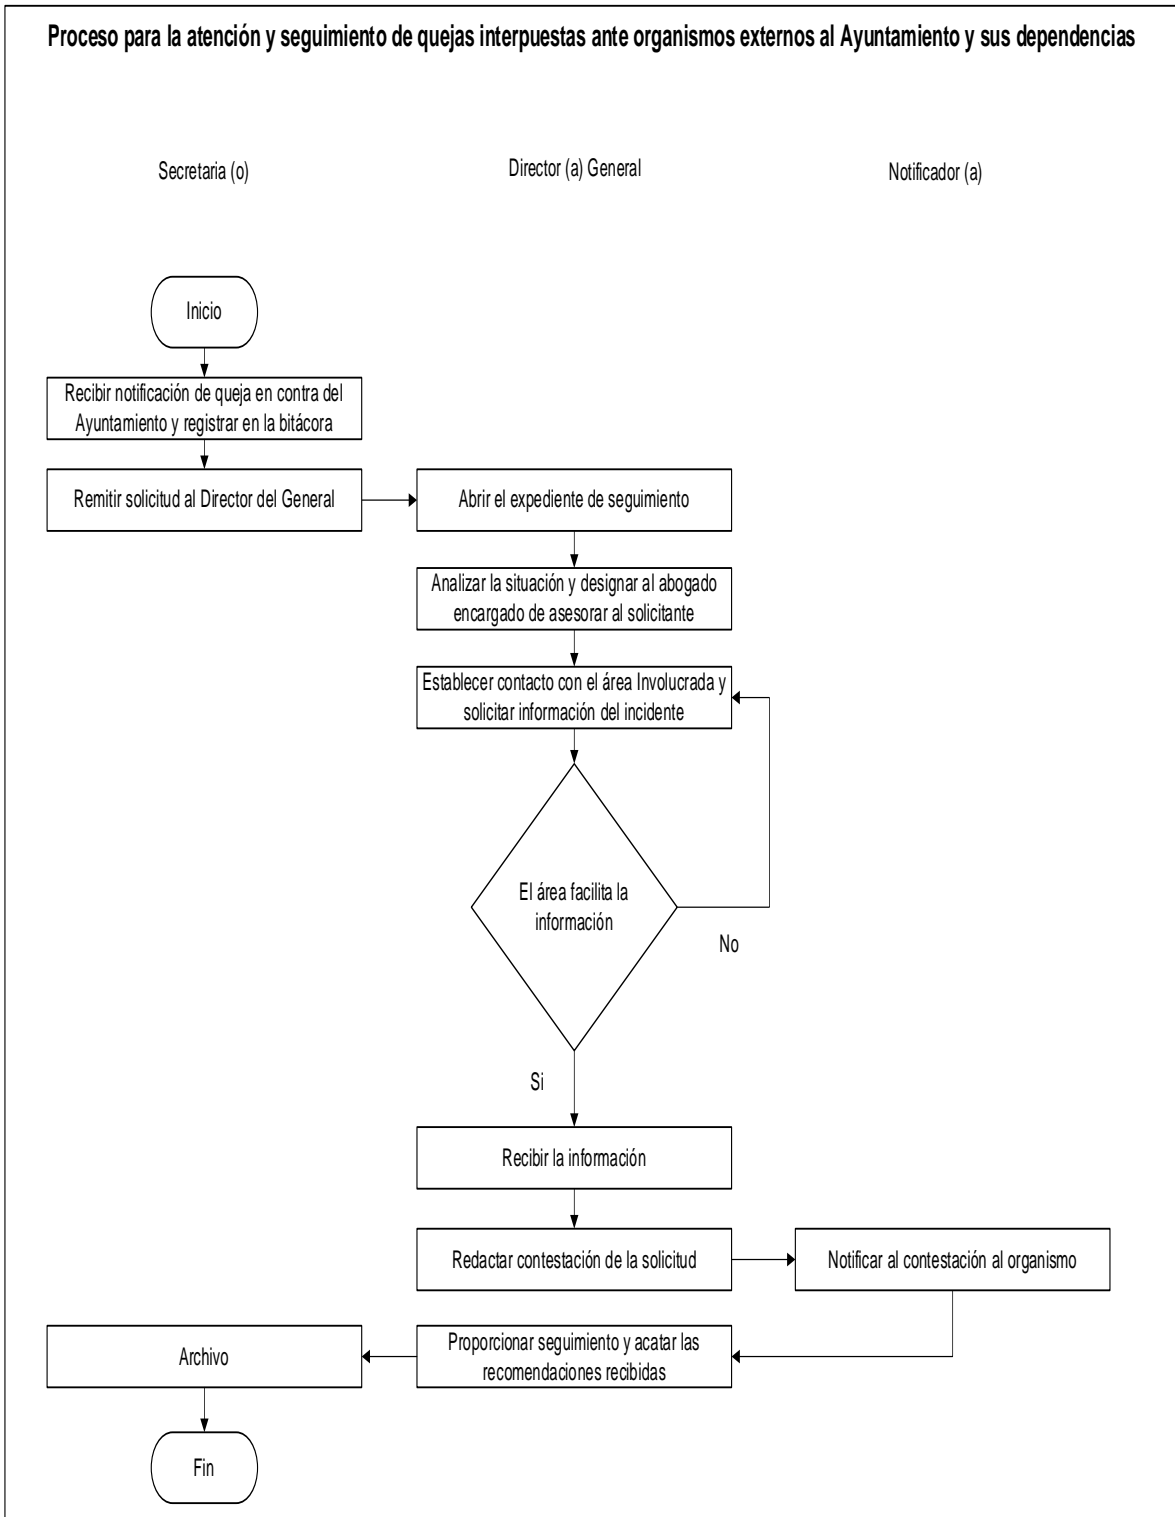 Proceso para la atención y seguimiento de quejas interpuestas ante organismos externos al Ayuntamiento y sus dependencias
Secretaria (o)
Director (a) General
Notificador (a)
Inicio
Recibir notificación de queja en contra del
Ayuntamiento y registrar en la bitácora
Remitir solicitud al Director del General
Abrir el expediente de seguimiento
Analizar la situación y designar al abogado
encargado de asesorar al solicitante
Establecer contacto con el área Involucrada y
solicitar información del incidente
El área facilita la
información
No
Si
Recibir la información
Redactar contestación de la solicitud
Notificar al contestación al organismo
Proporcionar seguimiento y acatar las
recomendaciones recibidas
Archivo
Fin